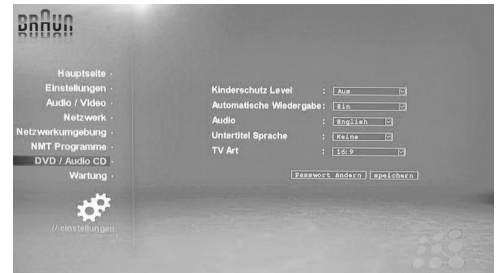 BRAUN
Hauptseite
Einstellungen
Audio / Video
Netzwerk
Netzwerkumgebung
NMT Programme
DVD / Audio CD
Wartung
// einstellungen
Kinderschutz Level : Aus
Automatische Wiedergabe: Ein
Audio : English
Untertitel Sprache : Keine
TV Art : 16:9
Passwort ändern speichern